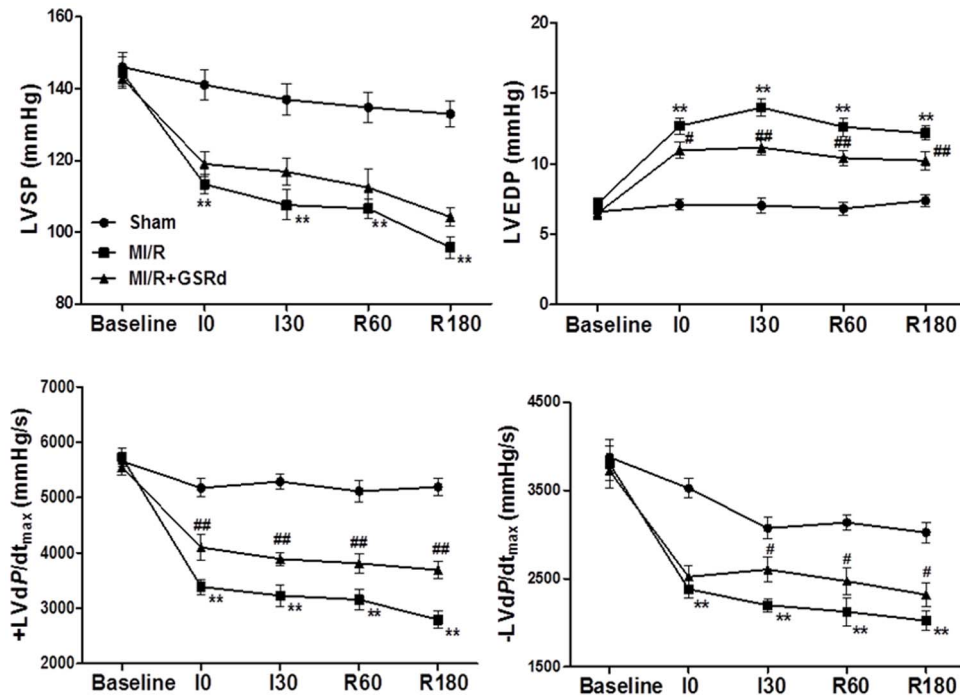 LVSP (mmHg)
160
140
120
100
80
Sham
MI/R
MI/R+GSRd
**
**
**
**
Baseline I0 I30 R60 R180
LVEDP (mmHg)
20
15
10
5
0
** ** ** **
# ## ## ##
Baseline I0 I30 R60 R180
+LVdP/dtmax (mmHg/s)
7000
6000
5000
4000
3000
2000
## ## ## ##
** ** ** **
Baseline I0 I30 R60 R180
-LVdP/dtmax (mmHg/s)
4500
3500
2500
1500
# # #
** ** ** **
Baseline I0 I30 R60 R180